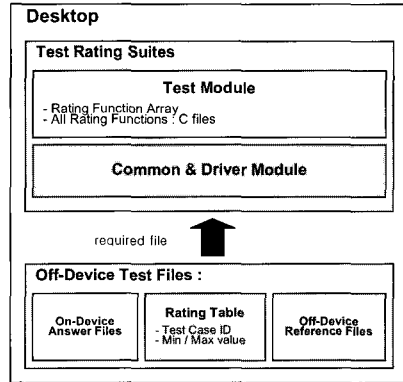 Desktop
Test Rating Suites
Test Module
- Rating Function Array
- All Rating Functions : C files
Common & Driver Module
required file
Off-Device Test Files :
On-Device
Answer Files
Rating Table
- Test Case ID
- Min / Max value
Off-Device
Reference Files